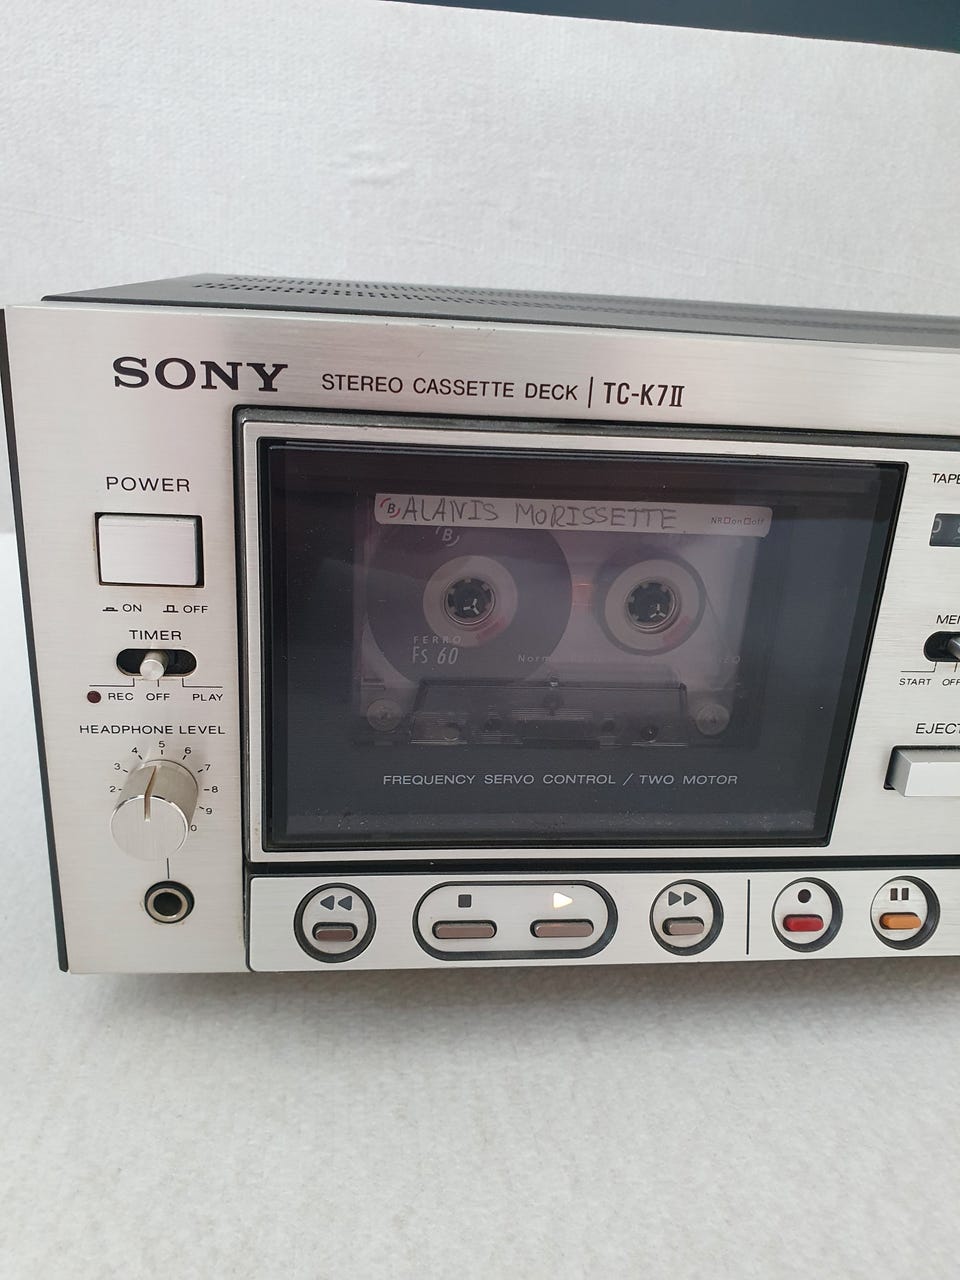 SONY STEREO CASSETTE DECK | TC-K7II
POWER
ON OFF
TIMER
REC OFF PLAY
HEADPHONE LEVEL
2 3 4 5 6 7 8 9
B ALANIS MORISSETTE NR on off
B
FERRO
FS 60
FREQUENCY SERVO CONTROL / TWO MOTOR
START
EJECT